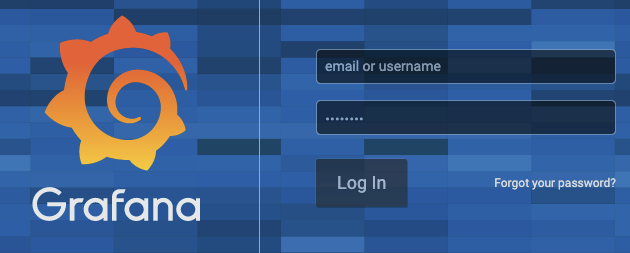 Grafana
email or username
••••••••
Log In
Forgot your password?